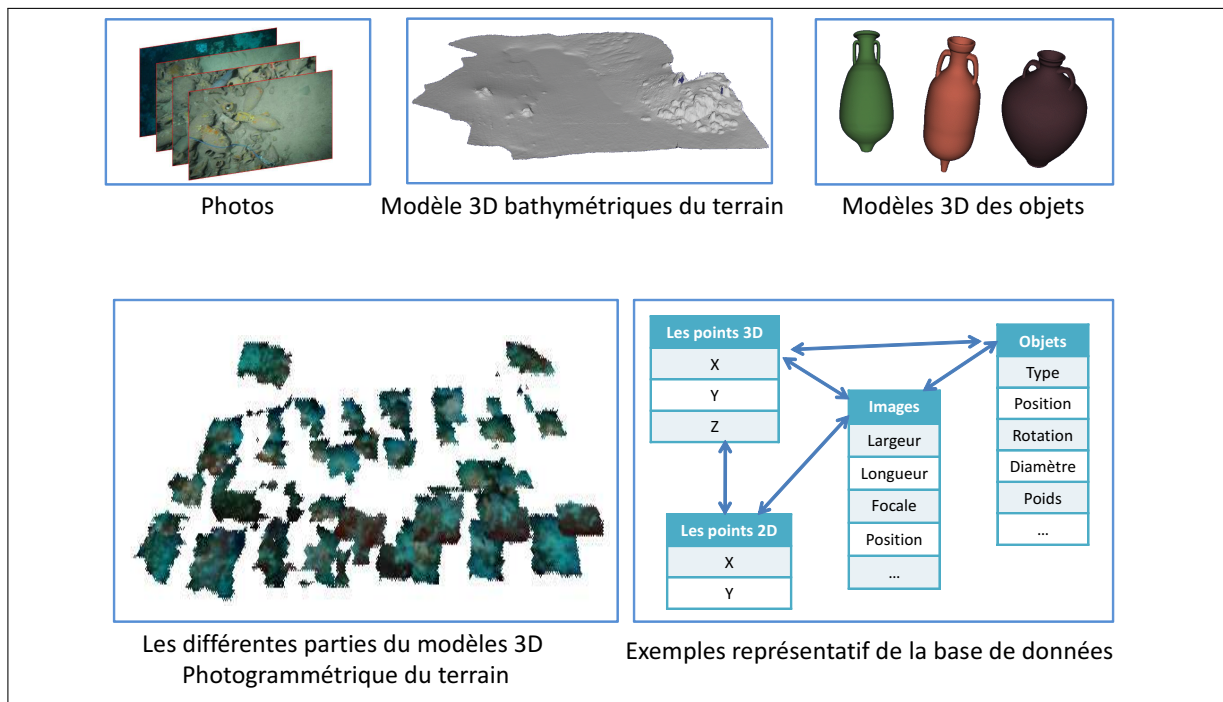 Photos
Modèle 3D bathymétriques du terrain
Modèles 3D des objets
Les différentes parties du modèles 3D
Photogrammétrique du terrain
Les points 3D
X
Y
Z
Les points 2D
X
Y
Images
Largeur
Longueur
Focale
Position
...
Objets
Type
Position
Rotation
Diamètre
Poids
...
Exemples représentatif de la base de données